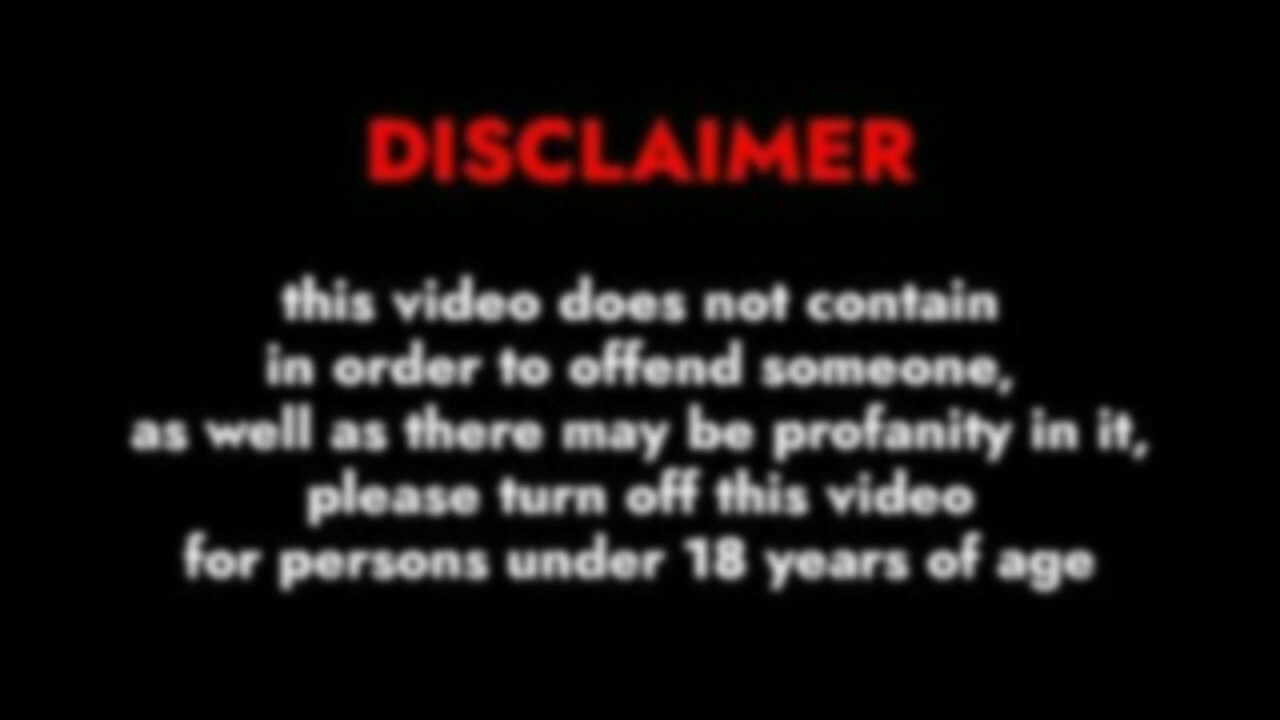 DISCLAIMER
this video does not contain
in order to offend someone,
as well as there may be profanity in it,
please turn off this video
for persons under 18 years of age